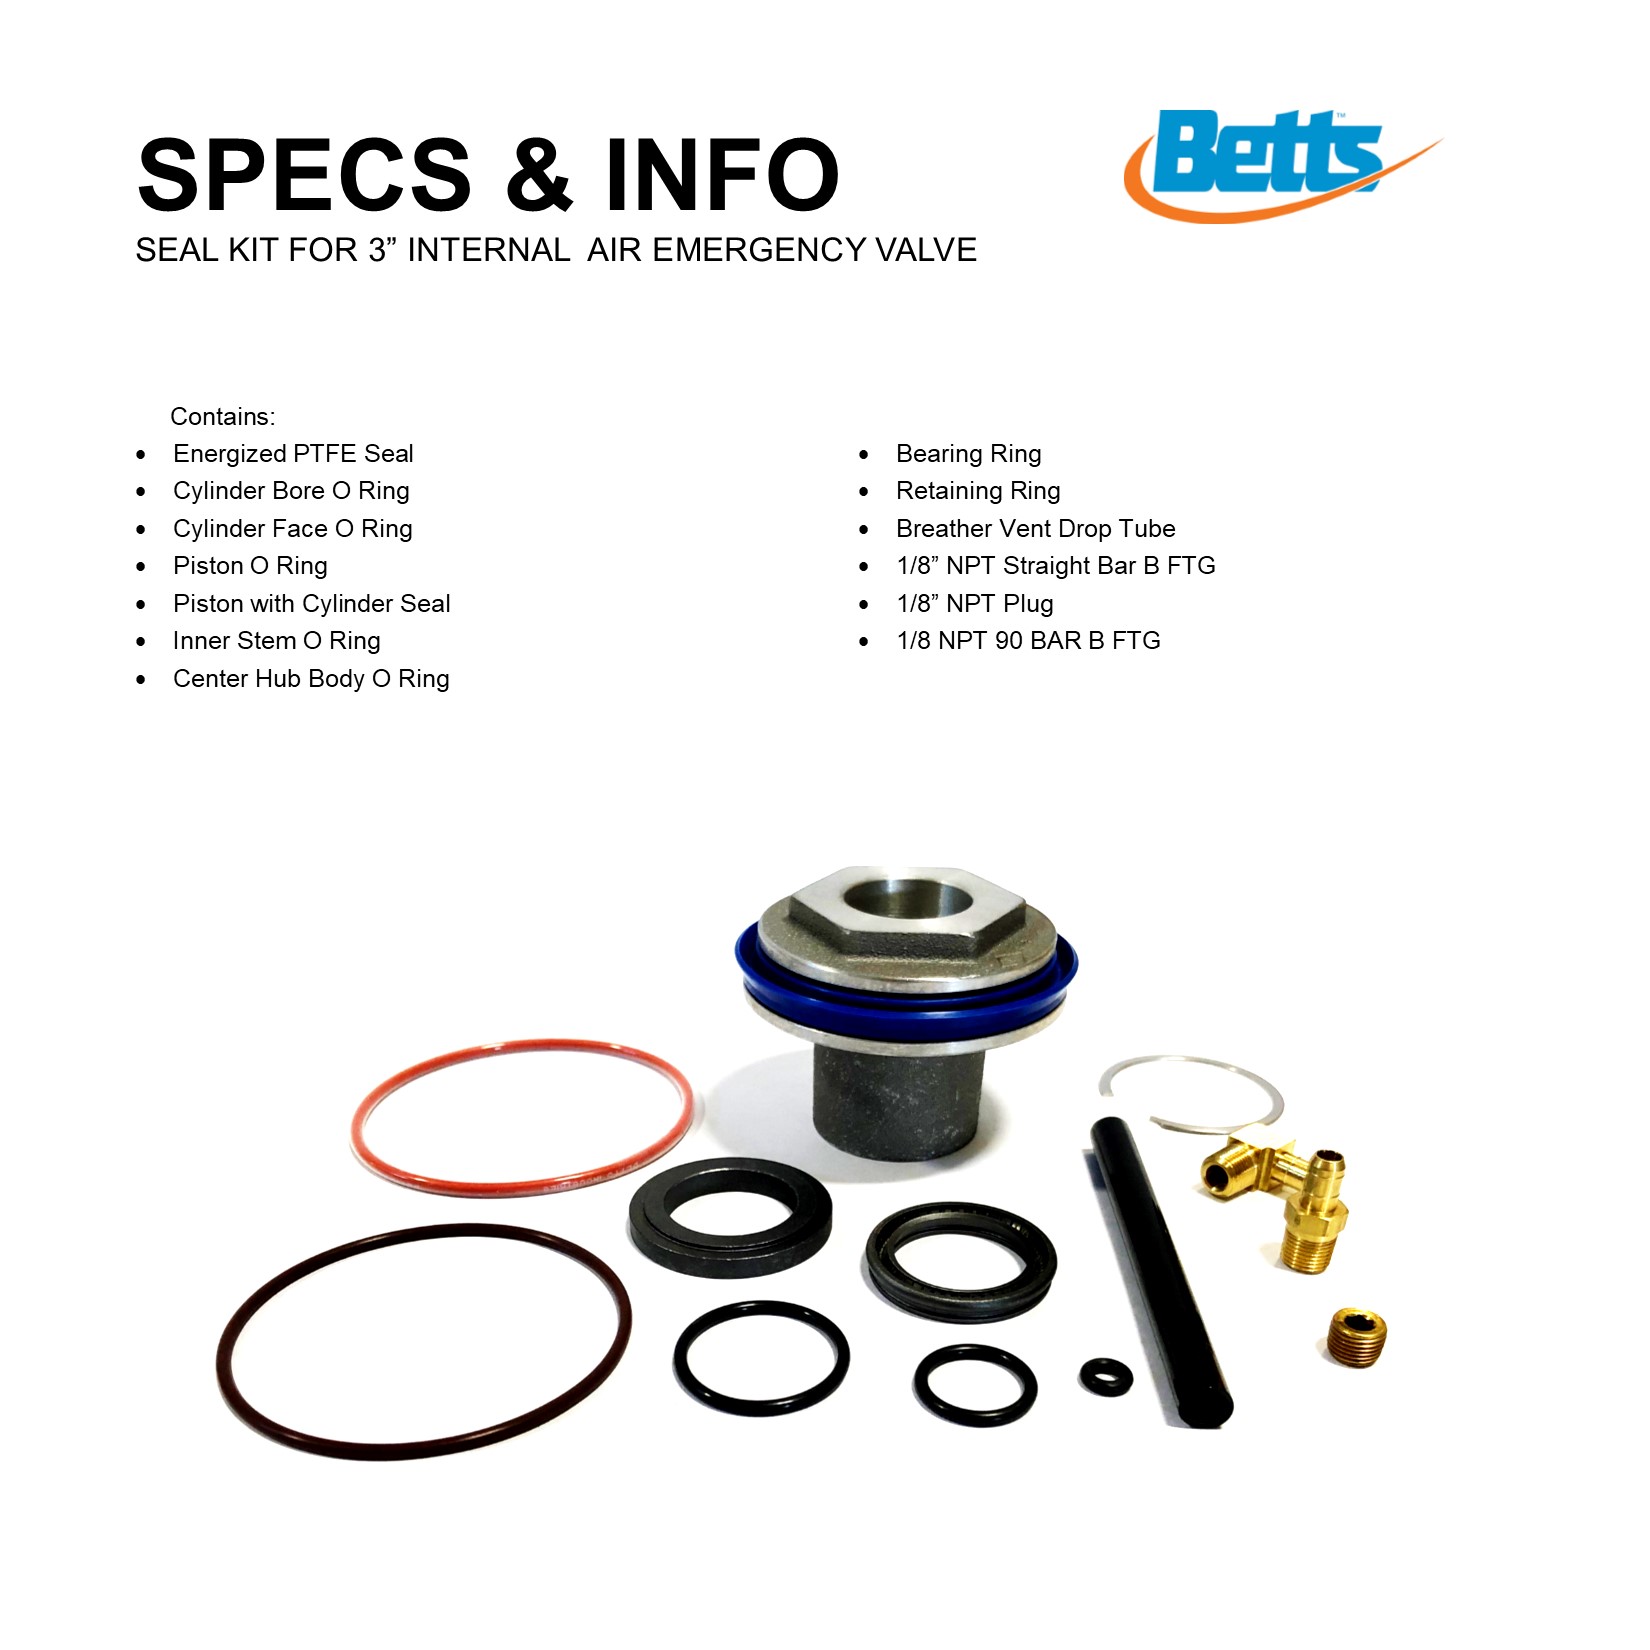 Betts™
SPECS & INFO
SEAL KIT FOR 3” INTERNAL AIR EMERGENCY VALVE
Contains:
• Energized PTFE Seal
• Cylinder Bore O Ring
• Cylinder Face O Ring
• Piston O Ring
• Piston with Cylinder Seal
• Inner Stem O Ring
• Center Hub Body O Ring
• Bearing Ring
• Retaining Ring
• Breather Vent Drop Tube
• 1/8” NPT Straight Bar B FTG
• 1/8” NPT Plug
• 1/8 NPT 90 BAR B FTG